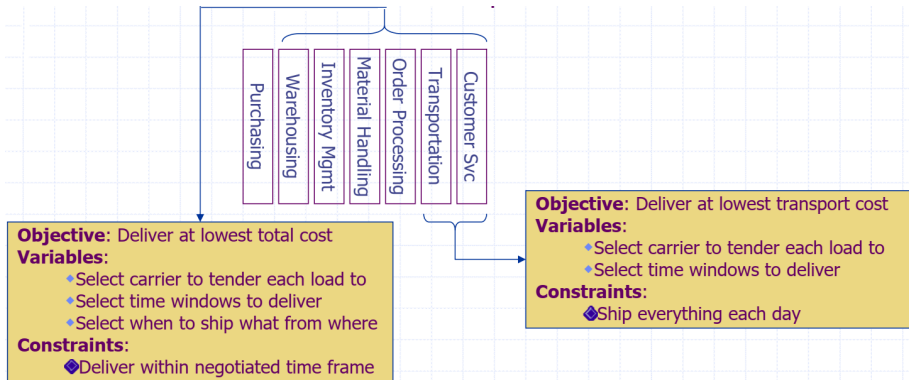 Purchasing
Warehousing
Inventory Mgmt
Material Handling
Order Processing
Transportation
Customer Svc
Objective: Deliver at lowest total cost
Variables:
Select carrier to tender each load to
Select time windows to deliver
Select when to ship what from where
Constraints:
Deliver within negotiated time frame
Objective: Deliver at lowest transport cost
Variables:
Select carrier to tender each load to
Select time windows to deliver
Constraints:
Ship everything each day